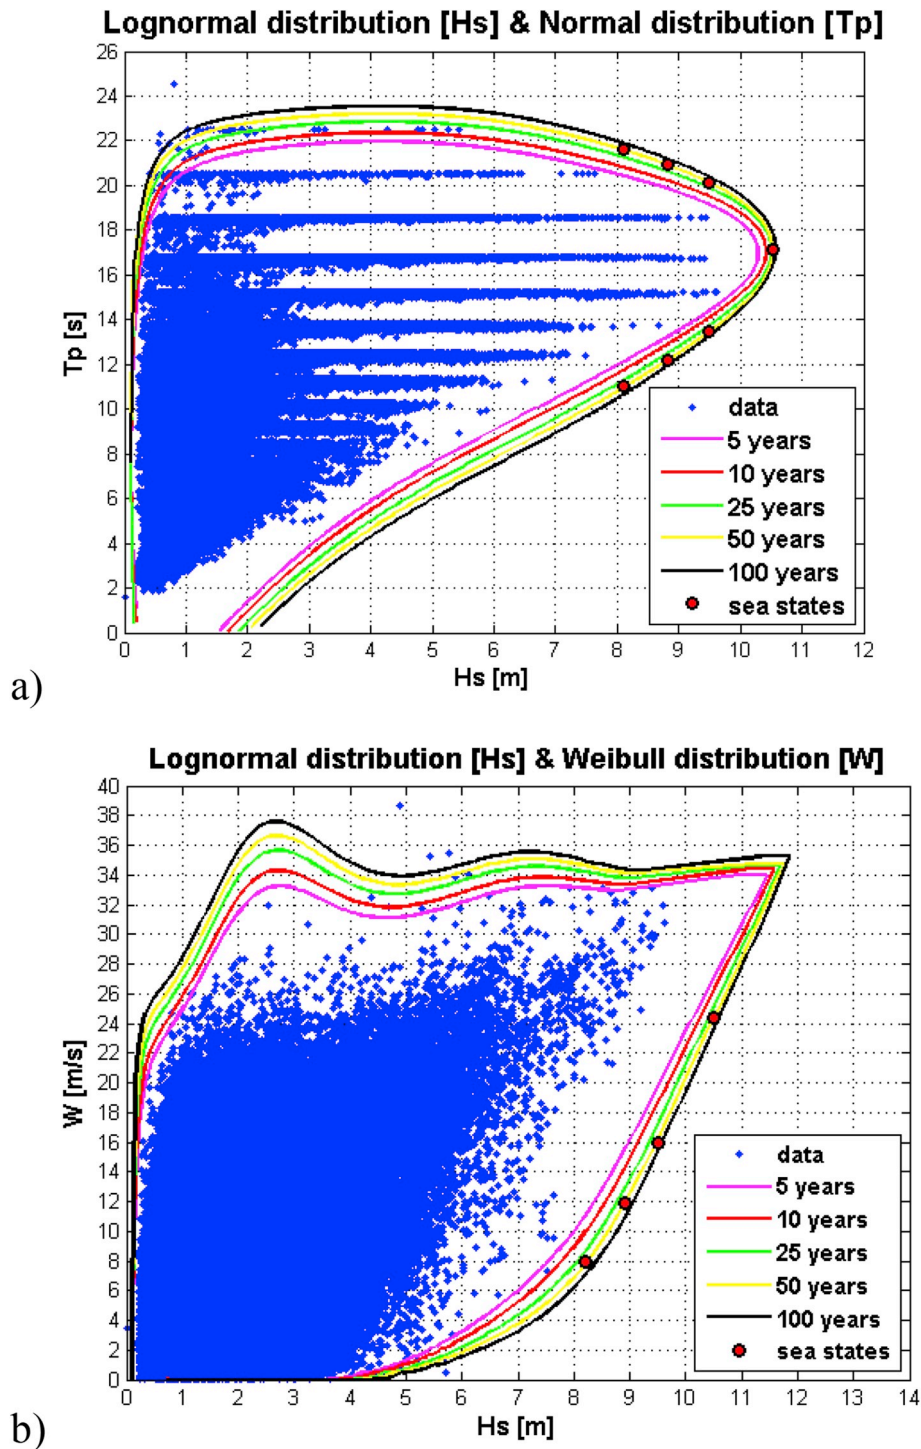 a)
Lognormal distribution [Hs] & Normal distribution [Tp]
26
24
22
20
18
16
14
12
10
8
6
4
2
0
Tp [s]
data
5 years
10 years
25 years
50 years
100 years
sea states
0 1 2 3 4 5 6 7 8 9 10 11 12
Hs [m]
b)
Lognormal distribution [Hs] & Weibull distribution [W]
40
38
36
34
32
30
28
26
24
22
20
18
16
14
12
10
8
6
4
2
0
W [m/s]
data
5 years
10 years
25 years
50 years
100 years
sea states
0 1 2 3 4 5 6 7 8 9 10 11 12 13 14
Hs [m]